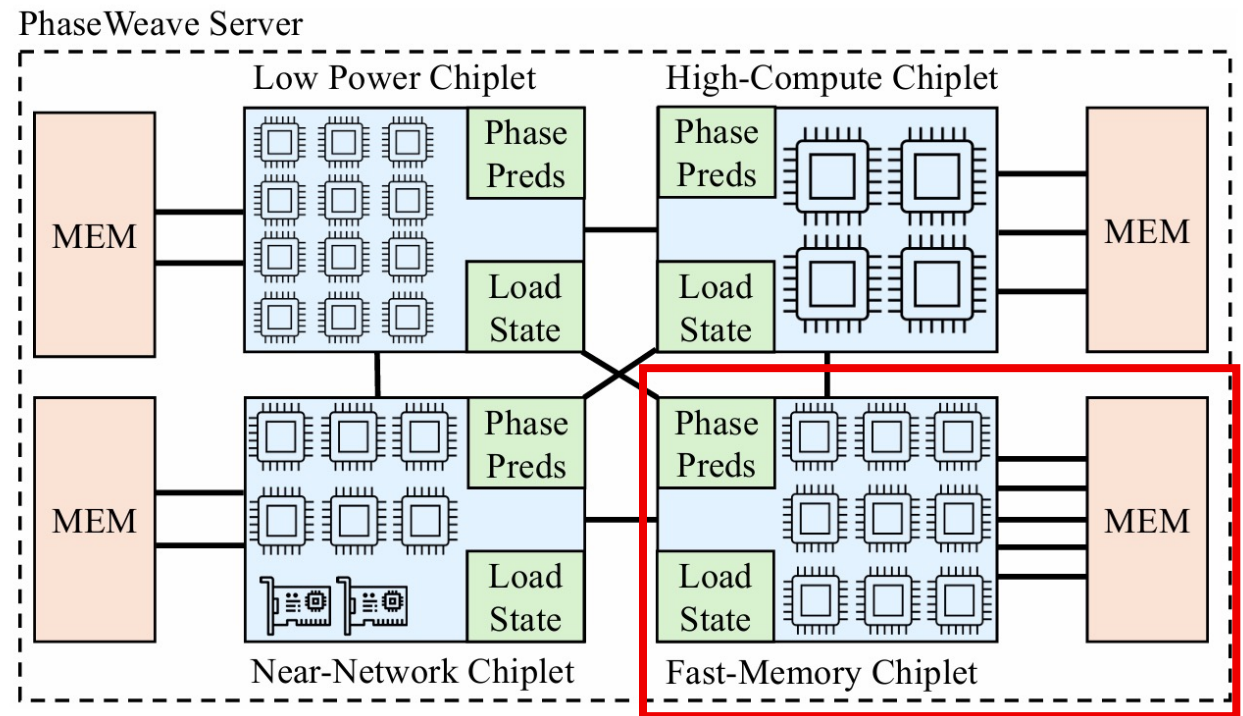 PhaseWeave Server
Low Power Chiplet
High-Compute Chiplet
MEM
Phase
Preds
Load
State
Phase
Preds
Load
State
MEM
MEM
Phase
Preds
Load
State
Phase
Preds
Load
State
MEM
Near-Network Chiplet
Fast-Memory Chiplet